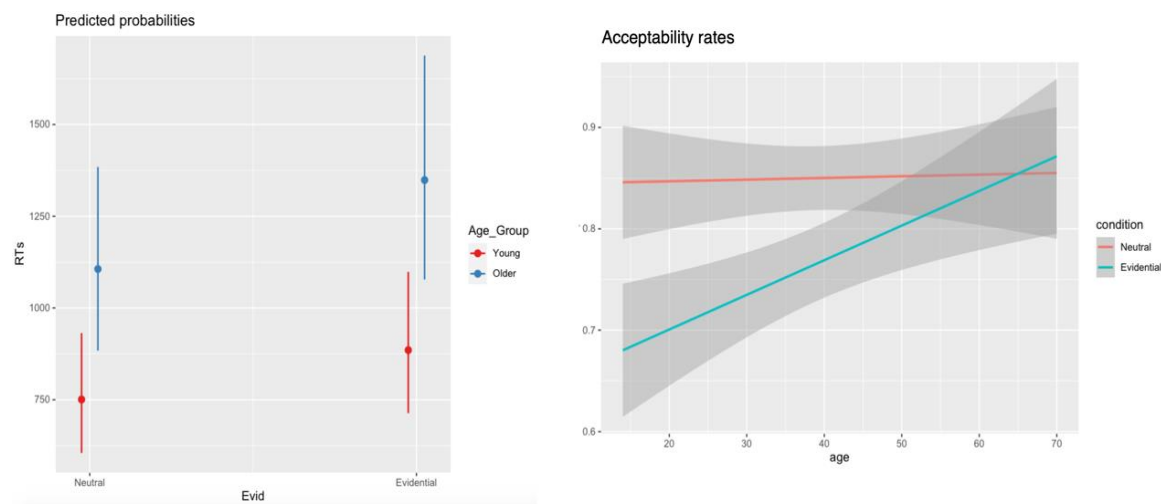 Predicted probabilities
RTs
1500
1250
1000
750
Neutral
Evidential
Evid
Age_Group
Young
Older
Acceptability rates
0.9
0.8
0.7
0.6
20
30
40
50
60
70
age
condition
Neutral
Evidential